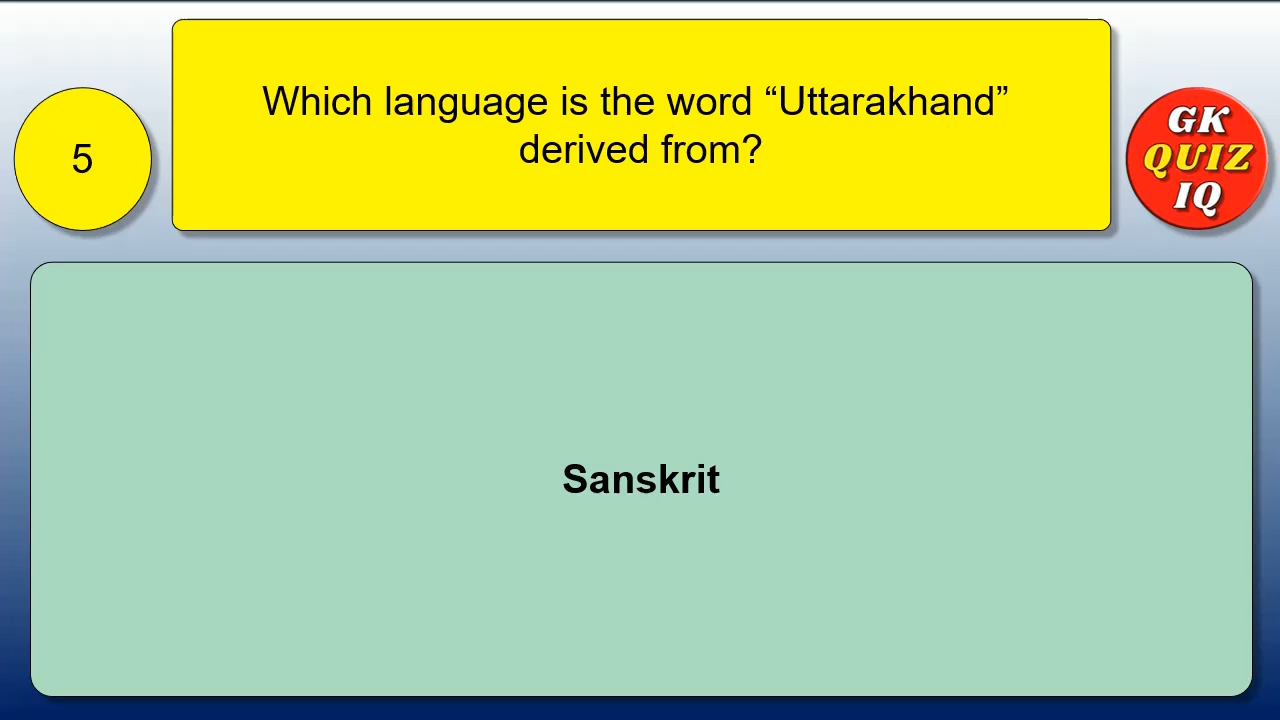 5
Which language is the word “Uttarakhand”
derived from?
GK
QUIZ
IQ
Sanskrit